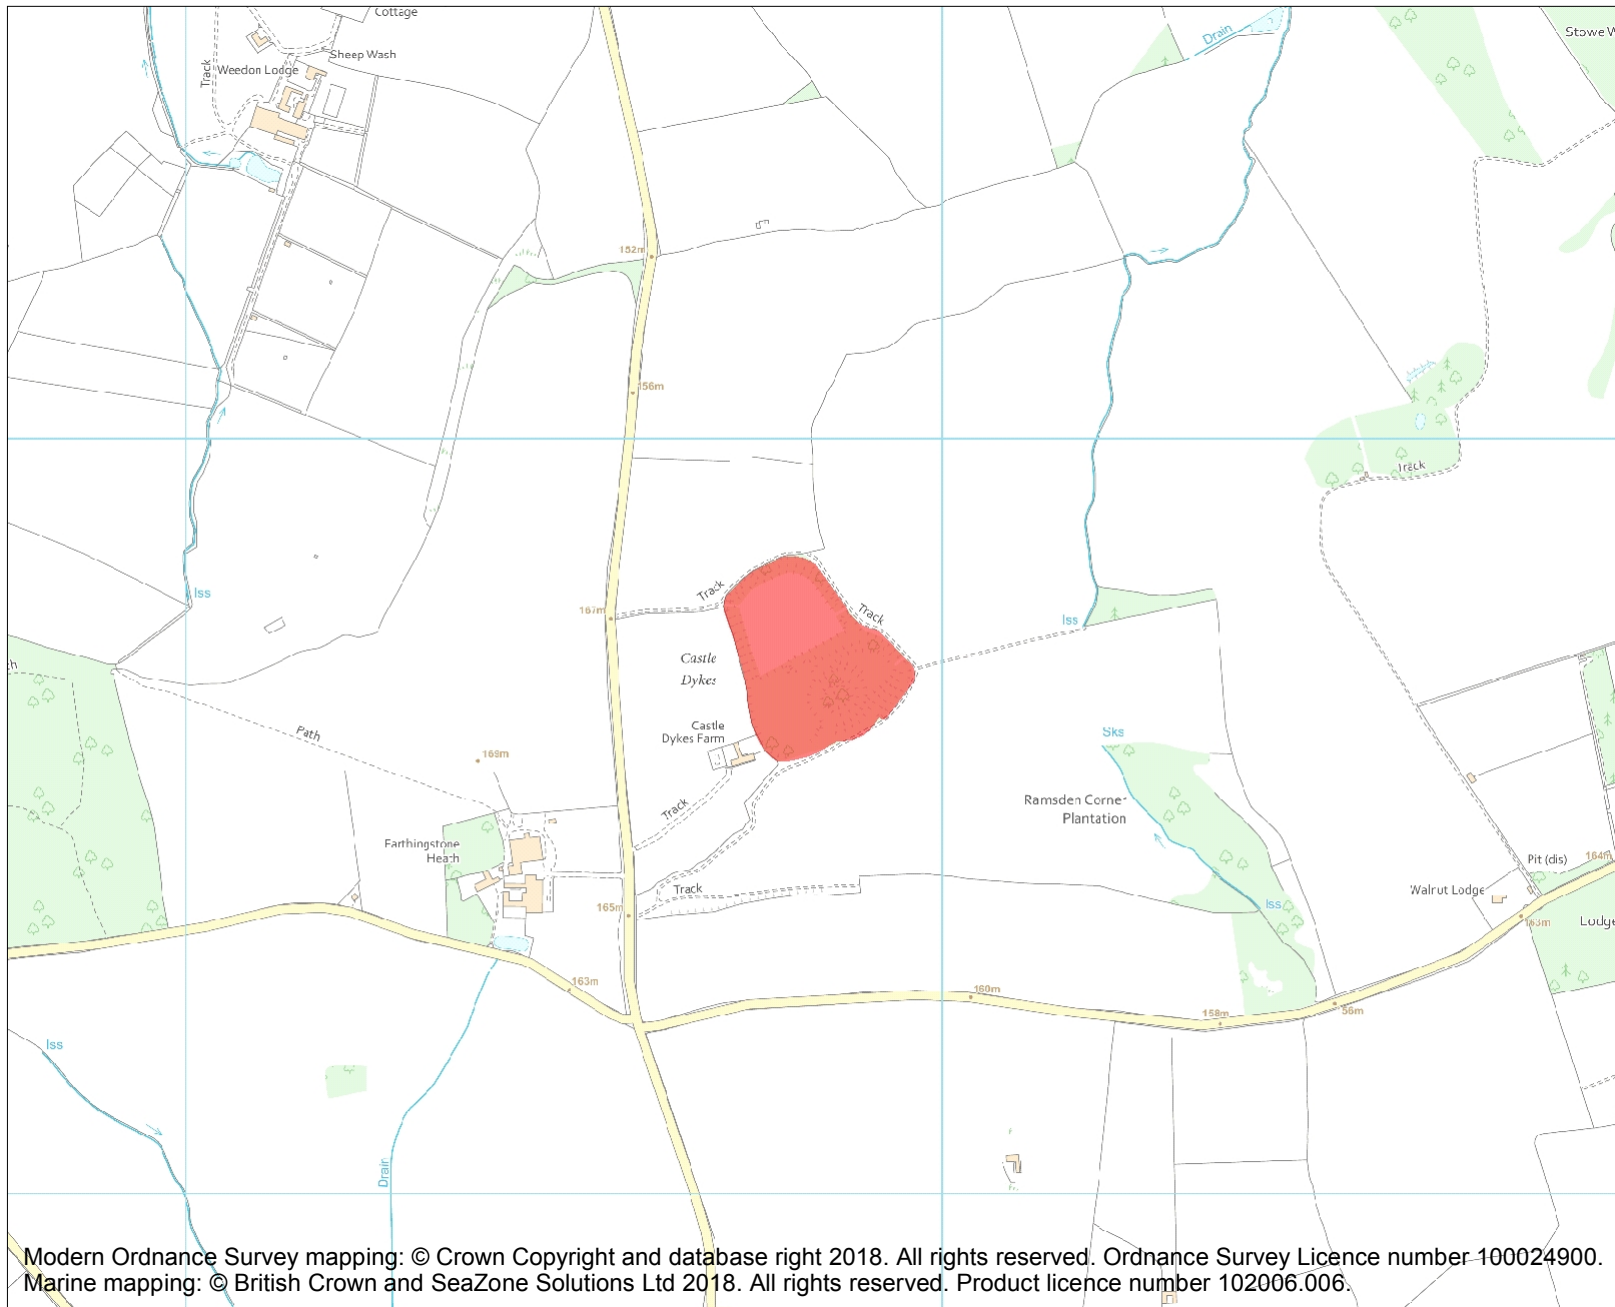 Cottage
Sheep Wash
Weedon Lodge
Track
Drain
Stowe W
152m
156m
Track
Iss
167m
Track
Track
Iss
Castle
Dykes
Castle
Dykes Farm
Path
169m
Sks
Ramsden Corner
Plantation
Track
Farthingstone
Heath
Pit (dis)
164m
Track
Walnut Lodge
165m
Iss
163m
Lodge
163m
160m
158m
56m
Iss
Drain
Modern Ordnance Survey mapping: © Crown Copyright and database right 2018. All rights reserved. Ordnance Survey Licence number 100024900.
Marine mapping: © British Crown and SeaZone Solutions Ltd 2018. All rights reserved. Product licence number 102006.006.